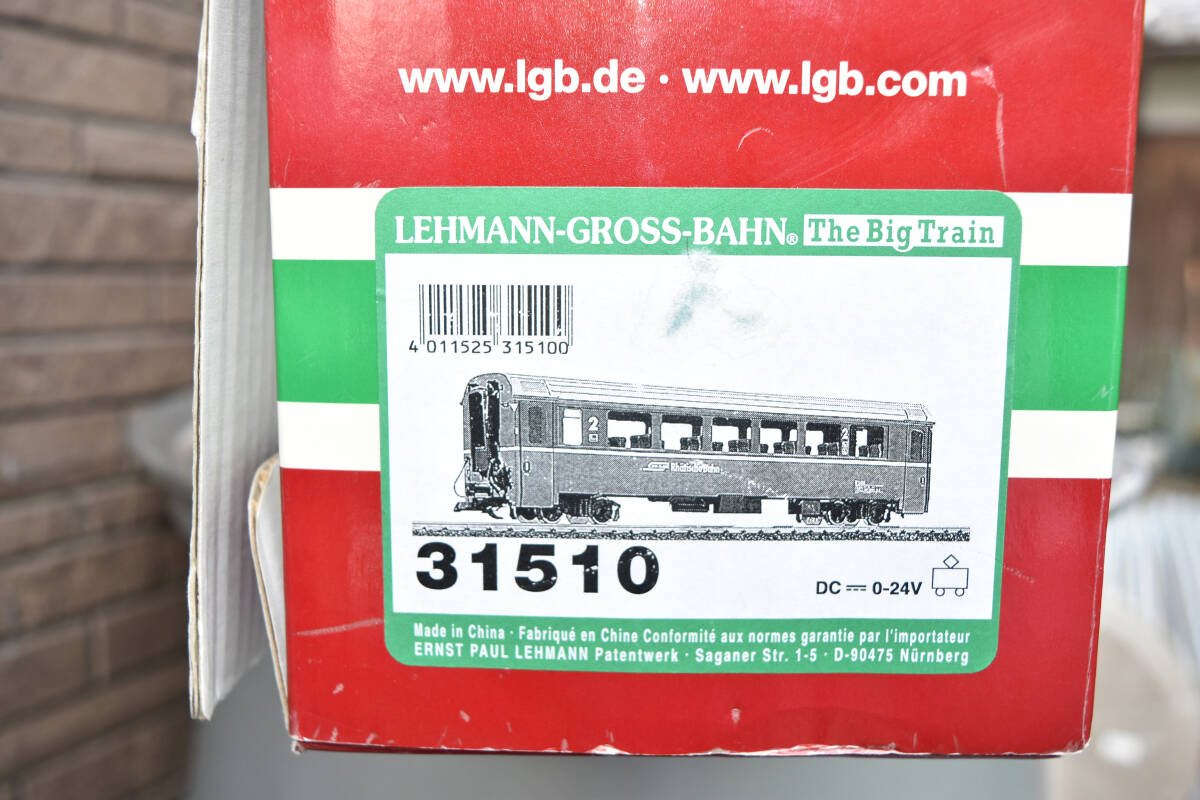 www.lgb.de · www.lgb.com
LEHMANN-GROSS-BAHN® The Big Train
4 011525 315100
2
2
Rhätische Bahn
31510
DC 0-24V
Made in China · Fabriqué en Chine Conformité aux normes garantie par l'importateur
ERNST PAUL LEHMANN Patentwerk · Saganer Str. 1-5 · D-90475 Nürnberg